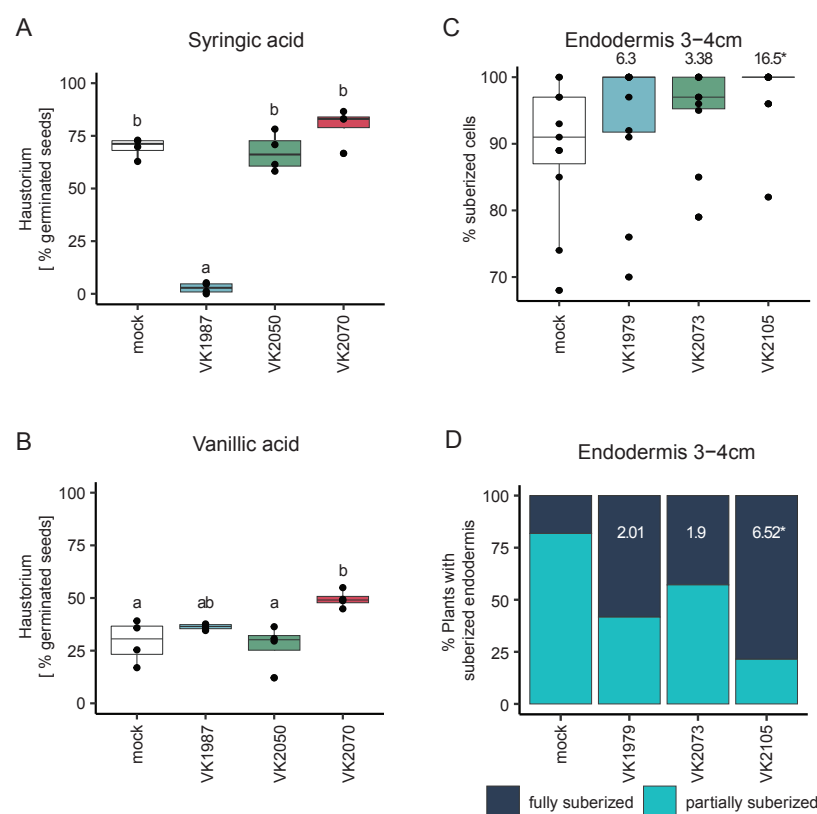 A
Syringic acid
Haustorium
[ % germinated seeds]
100
75
50
25
0
b
a
b
b
mock
VK1987
VK2050
VK2070
B
Vanillic acid
Haustorium
[ % germinated seeds]
100
75
50
25
0
a
ab
a
b
mock
VK1987
VK2050
VK2070
C
Endodermis 3−4cm
6.3
3.38
16.5*
% suberized cells
100
90
80
70
mock
VK1979
VK2073
VK2105
D
Endodermis 3−4cm
% Plants with
suberized endodermis
100
75
50
25
0
2.01
1.9
6.52*
mock
VK1979
VK2073
VK2105
fully suberized
partially suberized